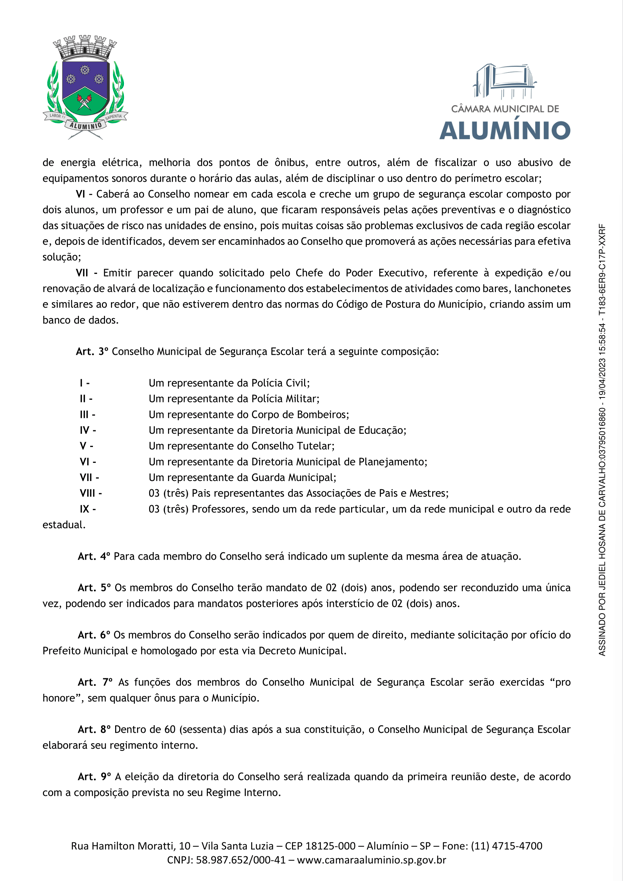 LABOR ET SAPIENTIA
ALUMÍNIO
CÂMARA MUNICIPAL DE
ALUMÍNIO
de energia elétrica, melhoria dos pontos de ônibus, entre outros, além de fiscalizar o uso abusivo de
equipamentos sonoros durante o horário das aulas, além de disciplinar o uso dentro do perímetro escolar;
VI - Caberá ao Conselho nomear em cada escola e creche um grupo de segurança escolar composto por
dois alunos, um professor e um pai de aluno, que ficaram responsáveis pelas ações preventivas e o diagnóstico
das situações de risco nas unidades de ensino, pois muitas coisas são problemas exclusivos de cada região escolar
e, depois de identificados, devem ser encaminhados ao Conselho que promoverá as ações necessárias para efetiva
solução;
VII - Emitir parecer quando solicitado pelo Chefe do Poder Executivo, referente à expedição e/ou
renovação de alvará de localização e funcionamento dos estabelecimentos de atividades como bares, lanchonetes
e similares ao redor, que não estiverem dentro das normas do Código de Postura do Município, criando assim um
banco de dados.
Art. 3º Conselho Municipal de Segurança Escolar terá a seguinte composição:
I - Um representante da Polícia Civil;
II - Um representante da Polícia Militar;
III - Um representante do Corpo de Bombeiros;
IV - Um representante da Diretoria Municipal de Educação;
V - Um representante do Conselho Tutelar;
VI - Um representante da Diretoria Municipal de Planejamento;
VII - Um representante da Guarda Municipal;
VIII - 03 (três) Pais representantes das Associações de Pais e Mestres;
IX - 03 (três) Professores, sendo um da rede particular, um da rede municipal e outro da rede
estadual.
Art. 4º Para cada membro do Conselho será indicado um suplente da mesma área de atuação.
Art. 5º Os membros do Conselho terão mandato de 02 (dois) anos, podendo ser reconduzido uma única
vez, podendo ser indicados para mandatos posteriores após interstício de 02 (dois) anos.
Art. 6º Os membros do Conselho serão indicados por quem de direito, mediante solicitação por ofício do
Prefeito Municipal e homologado por esta via Decreto Municipal.
Art. 7º As funções dos membros do Conselho Municipal de Segurança Escolar serão exercidas “pro
honore”, sem qualquer ônus para o Município.
Art. 8º Dentro de 60 (sessenta) dias após a sua constituição, o Conselho Municipal de Segurança Escolar
elaborará seu regimento interno.
Art. 9º A eleição da diretoria do Conselho será realizada quando da primeira reunião deste, de acordo
com a composição prevista no seu Regime Interno.
Rua Hamilton Moratti, 10 – Vila Santa Luzia – CEP 18125-000 – Alumínio – SP – Fone: (11) 4715-4700
CNPJ: 58.987.652/000-41 – www.camaraaluminio.sp.gov.br
ASSINADO POR JEDIEL HOSANA DE CARVALHO:03795016860 - 19/04/2023 15:58:54 - T183-6ER9-C17P-XXRF